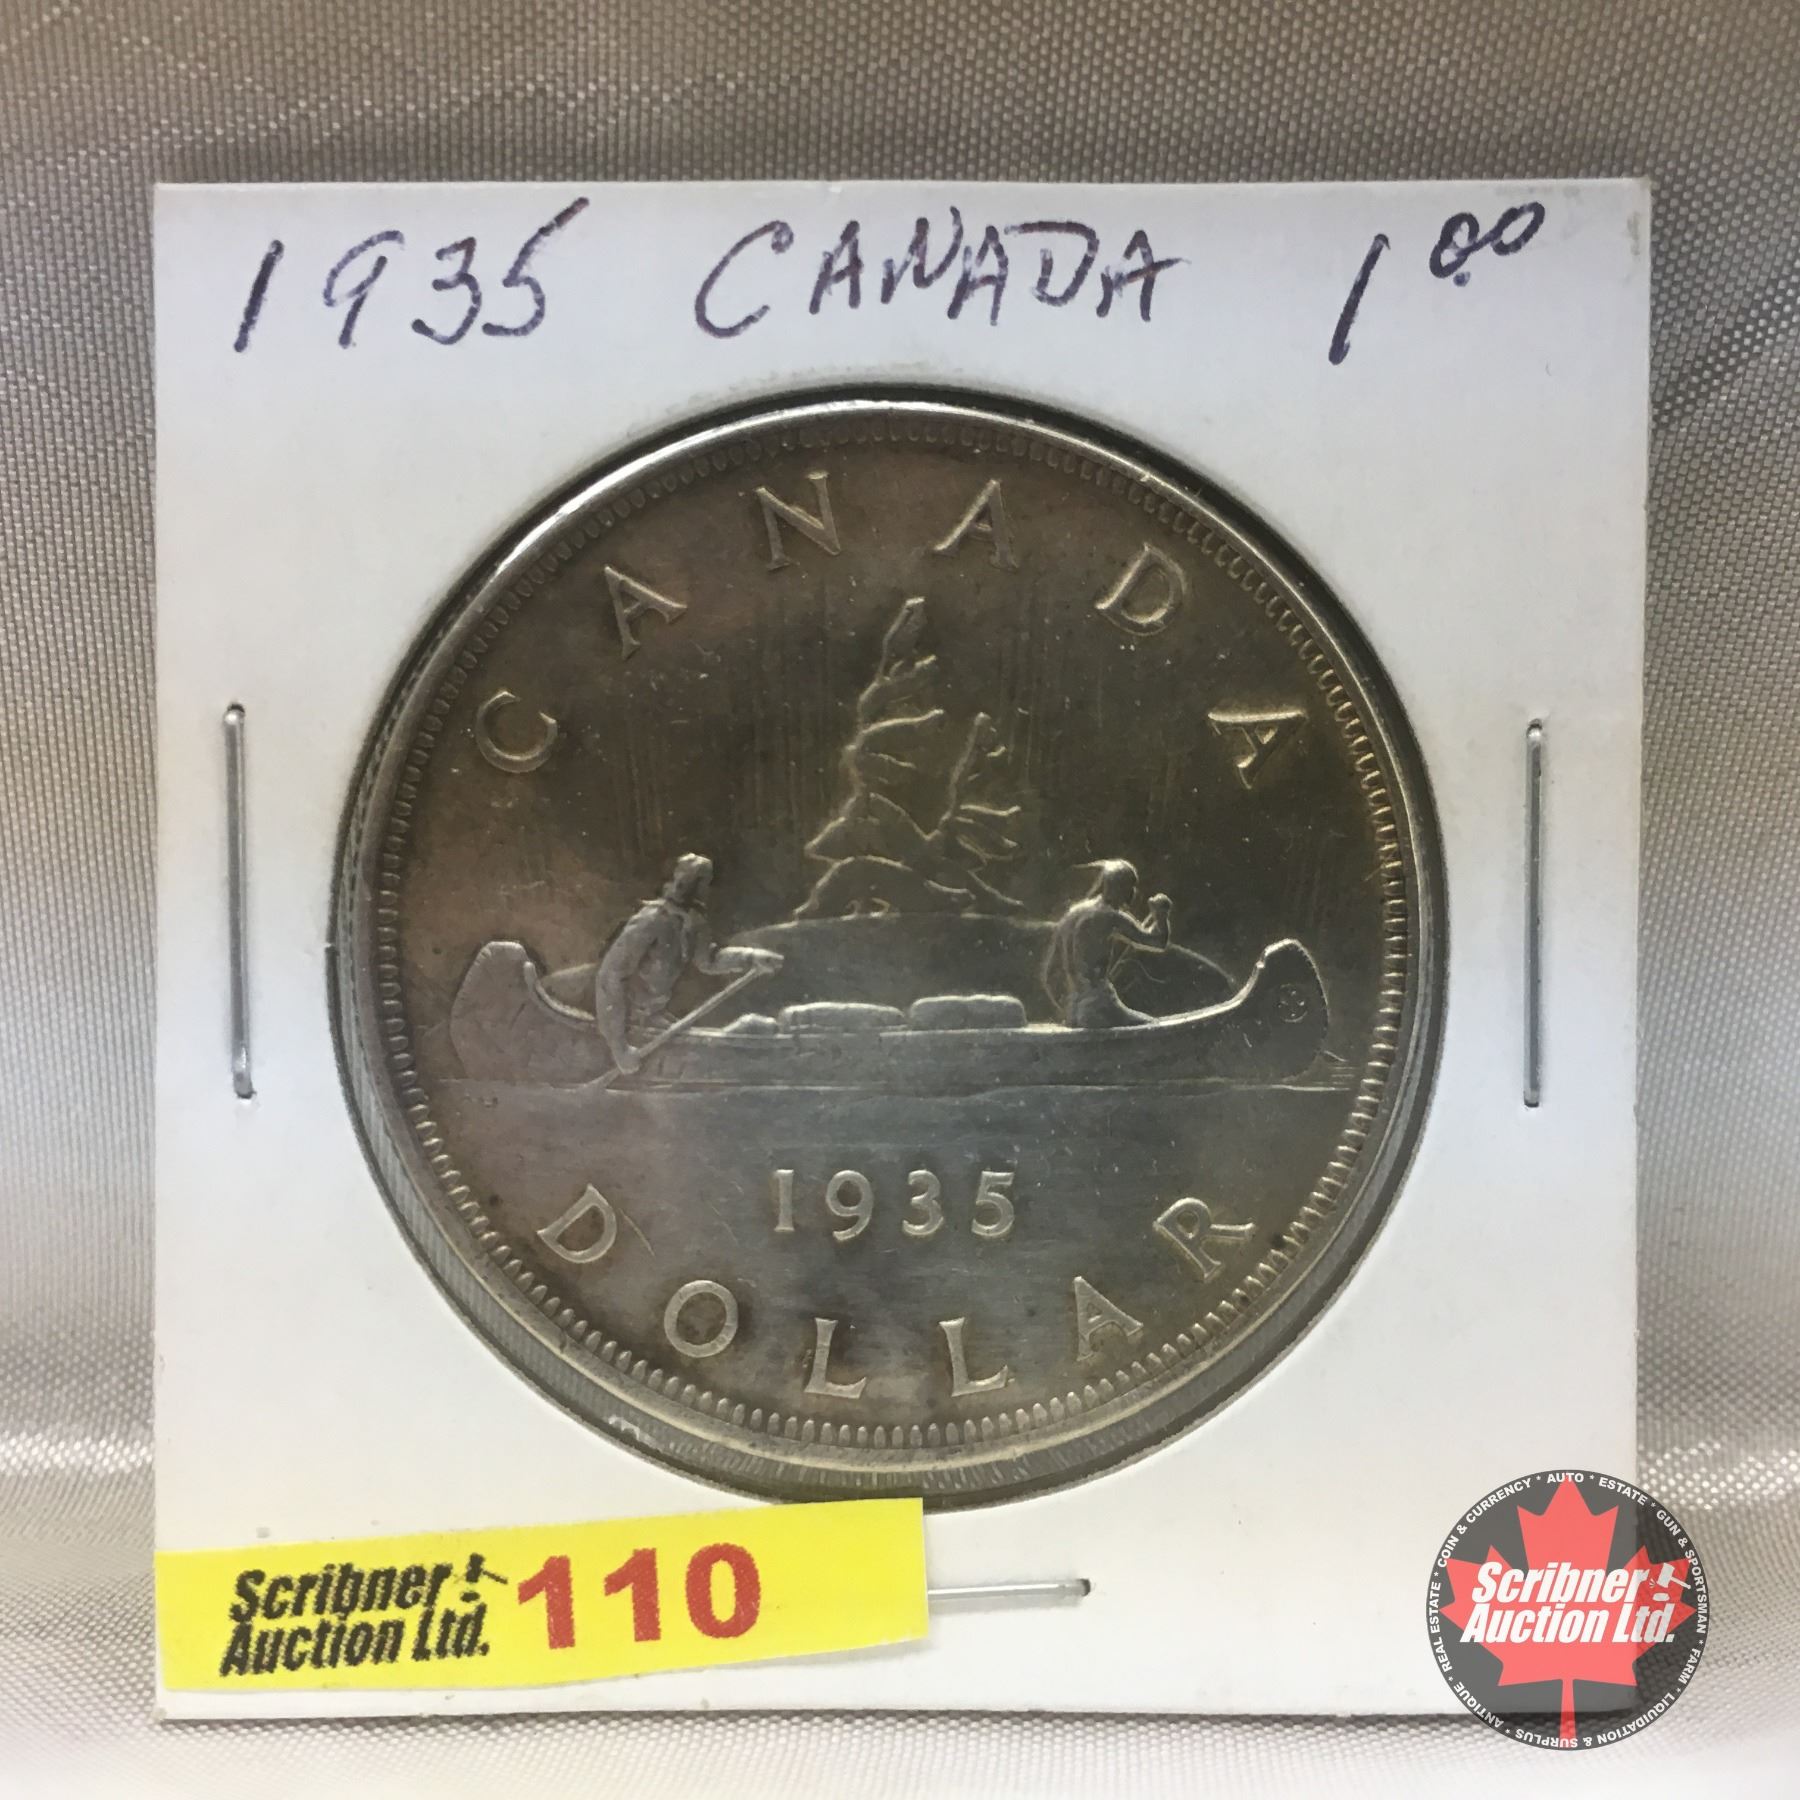 1935 CANADA 1.00
CANADA
1935
DOLLAR
Scribner
Auction Ltd.
110
REAL ESTATE * COIN & CURRENCY * AUTO * ESTATE * GUN & SPORTSMAN * FARM * LIQUIDATION & SURPLUS * ANTIQUE *
Scribner
Auction Ltd.